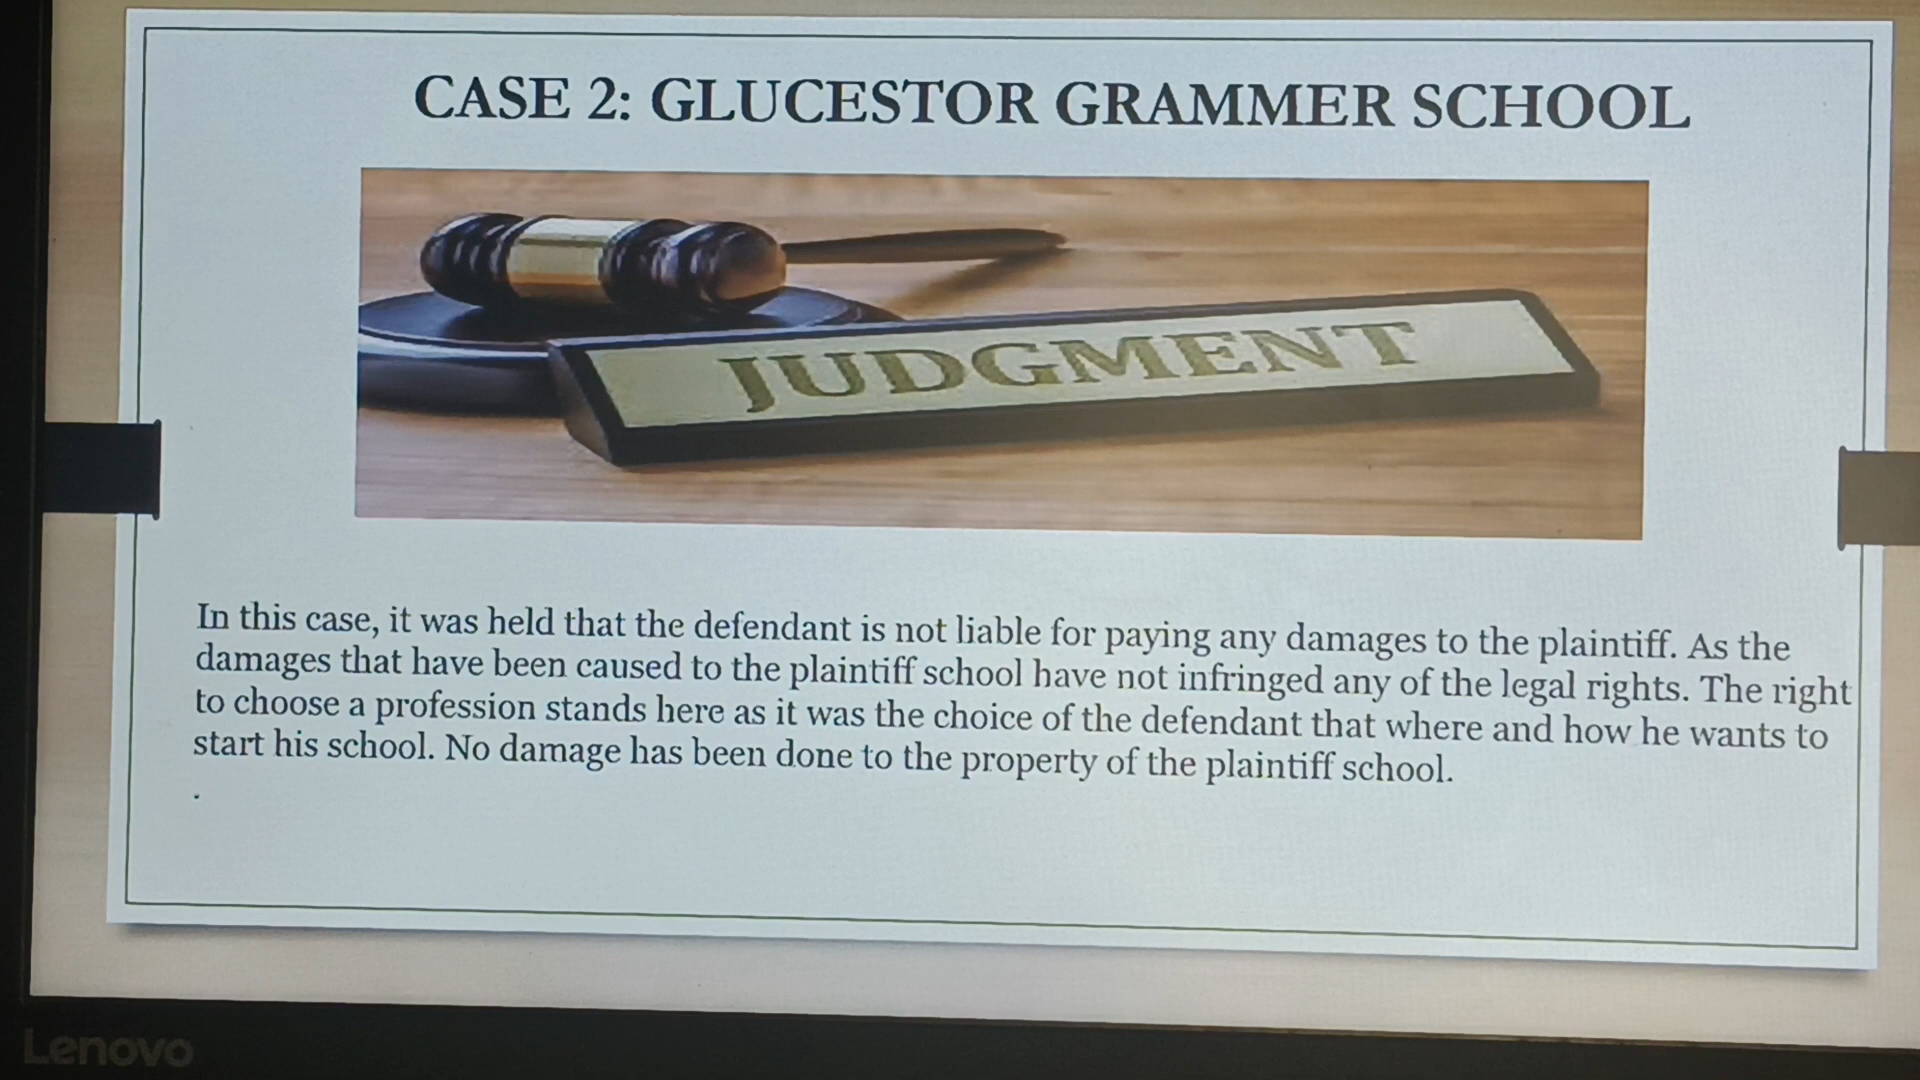 CASE 2: GLUCESTOR GRAMMER SCHOOL
JUDGMENT
In this case, it was held that the defendant is not liable for paying any damages to the plaintiff. As the
damages that have been caused to the plaintiff school have not infringed any of the legal rights. The right
to choose a profession stands here as it was the choice of the defendant that where and how he wants to
start his school. No damage has been done to the property of the plaintiff school.
.
Lenovo